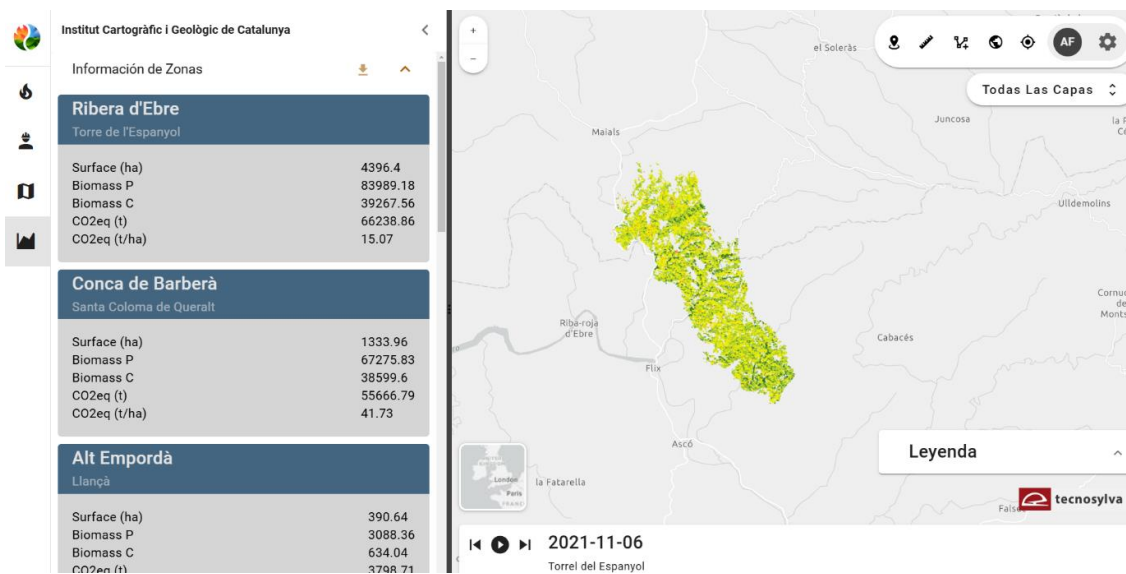 Institut Cartogràfic i Geològic de Catalunya
Información de Zonas
Ribera d'Ebre
Torre de l'Espanyol
Surface (ha) 4396.4
Biomass P 83989.18
Biomass C 39267.56
CO2eq (t) 66238.86
CO2eq (t/ha) 15.07
Conca de Barberà
Santa Coloma de Queralt
Surface (ha) 1333.96
Biomass P 67275.83
Biomass C 38599.6
CO2eq (t) 55666.79
CO2eq (t/ha) 41.73
Alt Empordà
Llançà
Surface (ha) 390.64
Biomass P 3088.36
Biomass C 634.04
CO2eq (t) 3798.71
+
-
el Soleràs
AF
Todas Las Capas
Juncosa
la P
Maials
Ulldemolins
Cornud
de
Monts
Riba-roja
d'Ebre
Cabacés
Flix
Ascó
Leyenda
London
Paris
la Fatarella
Falset
tecnosylva
2021-11-06
Torrel del Espanyol